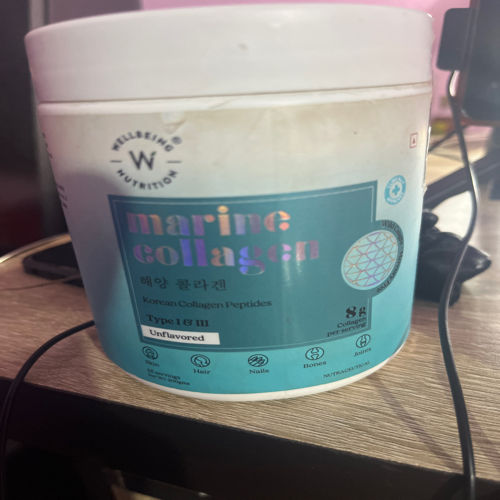 WELLBEING
W
NUTRITION
®
marine
collagen
해양 콜라겐
Korean Collagen Peptides
Type I & III
Unflavored
8g
Collagen
per serving
Skin
Hair
Nails
Bones
Joints
NUTRACEUTICAL